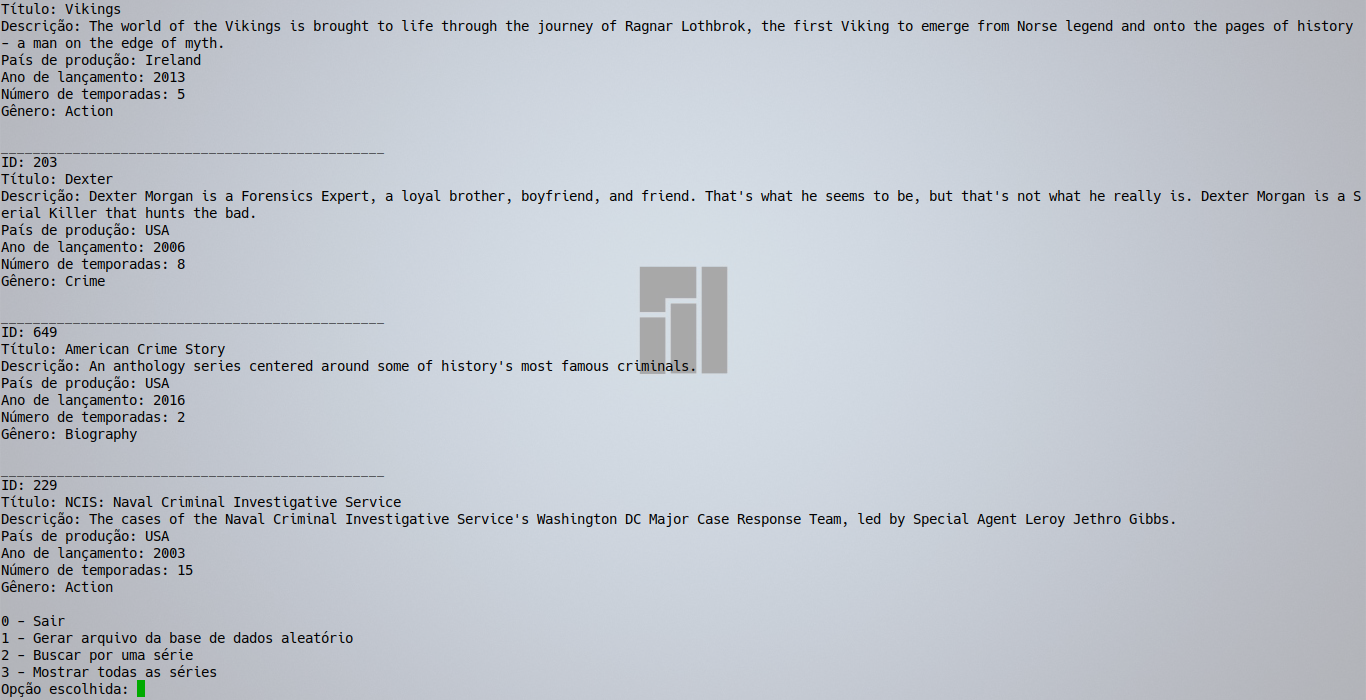 Título: Vikings
Descrição: The world of the Vikings is brought to life through the journey of Ragnar Lothbrok, the first Viking to emerge from Norse legend and onto the pages of history
– a man on the edge of myth.
País de produção: Ireland
Ano de lançamento: 2013
Número de temporadas: 5
Gênero: Action
________________________________________________
ID: 203
Título: Dexter
Descrição: Dexter Morgan is a Forensics Expert, a loyal brother, boyfriend, and friend. That's what he seems to be, but that's not what he really is. Dexter Morgan is a S
erial Killer that hunts the bad.
País de produção: USA
Ano de lançamento: 2006
Número de temporadas: 8
Gênero: Crime
________________________________________________
ID: 649
Título: American Crime Story
Descrição: An anthology series centered around some of history's most famous criminals.
País de produção: USA
Ano de lançamento: 2016
Número de temporadas: 2
Gênero: Biography
________________________________________________
ID: 229
Título: NCIS: Naval Criminal Investigative Service
Descrição: The cases of the Naval Criminal Investigative Service's Washington DC Major Case Response Team, led by Special Agent Leroy Jethro Gibbs.
País de produção: USA
Ano de lançamento: 2003
Número de temporadas: 15
Gênero: Action
0 – Sair
1 – Gerar arquivo da base de dados aleatório
2 – Buscar por uma série
3 – Mostrar todas as séries
Opção escolhida: